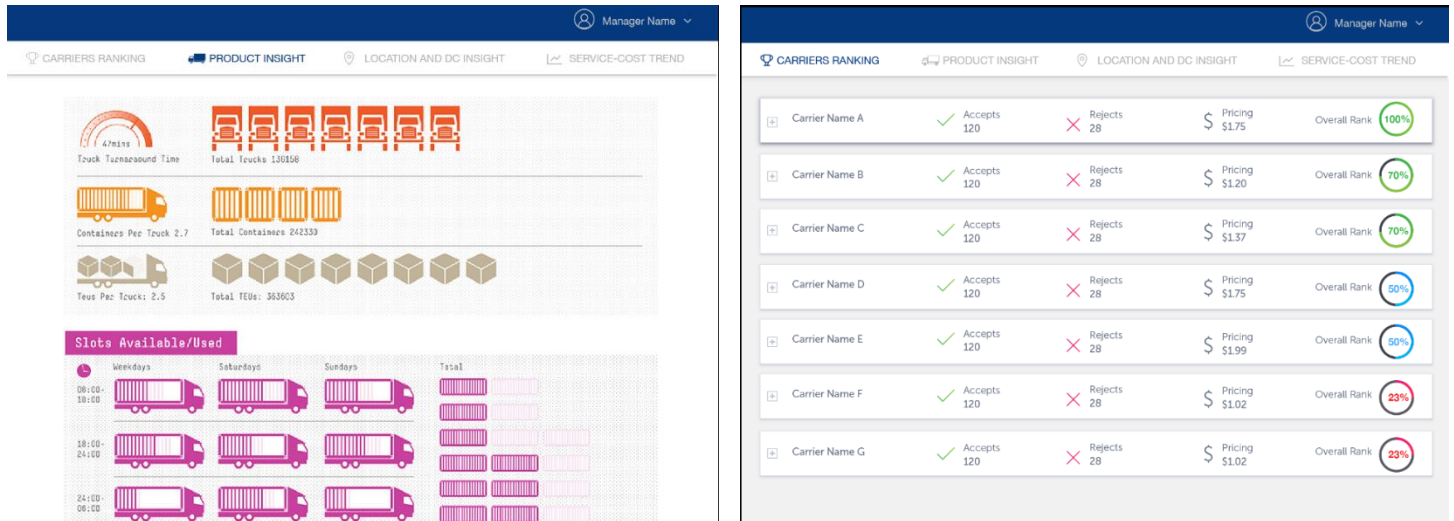 Manager Name
CARRIERS RANKING
PRODUCT INSIGHT
LOCATION AND DC INSIGHT
SERVICE-COST TREND
47mins
Truck Turnaraound Time
Total Trucks 136158
Containers Per Truck 2.7
Total Containers 242330
Teus Per Truck: 2.5
Total TEUs: 363603
Slots Available/Used
Weekdays
Saturdays
Sundays
Total
08:00-
18:00
18:00-
24:00
24:00-
06:00
Manager Name
CARRIERS RANKING
PRODUCT INSIGHT
LOCATION AND DC INSIGHT
SERVICE-COST TREND
Carrier Name A
Accepts
120
Rejects
28
Pricing
$1.75
Overall Rank
100%
Carrier Name B
Accepts
120
Rejects
28
Pricing
$1.20
Overall Rank
70%
Carrier Name C
Accepts
120
Rejects
28
Pricing
$1.37
Overall Rank
70%
Carrier Name D
Accepts
120
Rejects
28
Pricing
$1.75
Overall Rank
50%
Carrier Name E
Accepts
120
Rejects
28
Pricing
$1.99
Overall Rank
50%
Carrier Name F
Accepts
120
Rejects
28
Pricing
$1.02
Overall Rank
23%
Carrier Name G
Accepts
120
Rejects
28
Pricing
$1.02
Overall Rank
23%